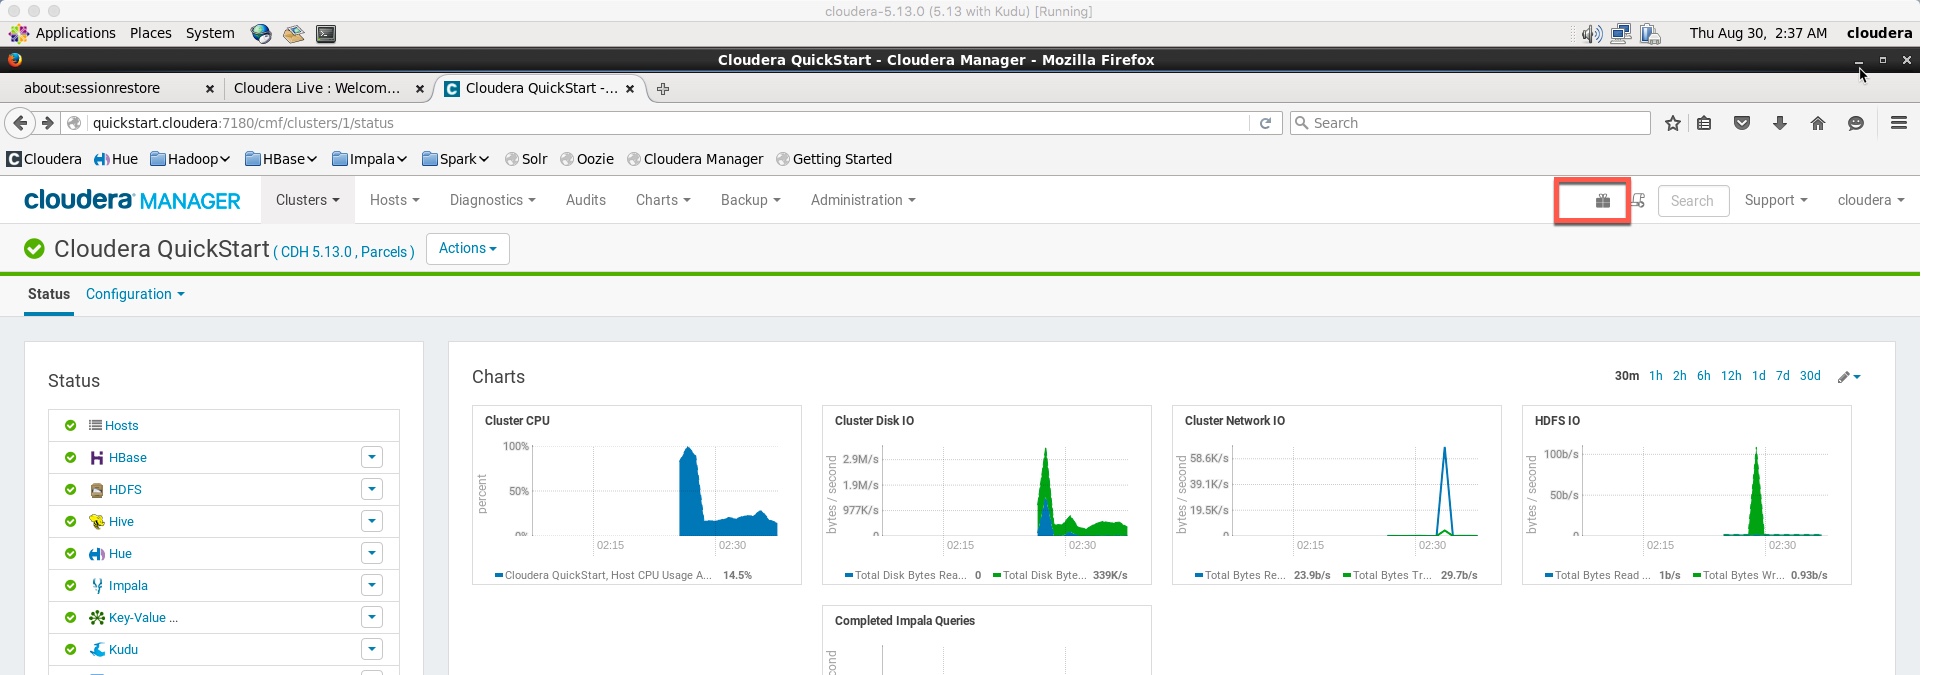 cloudera-5.13.0 (5.13 with Kudu) [Running]
Applications Places System Thu Aug 30, 2:37 AM cloudera
Cloudera QuickStart - Cloudera Manager - Mozilla Firefox
about:sessionrestore Cloudera Live : Welcom... Cloudera QuickStart -...
quickstart.cloudera:7180/cmf/clusters/1/status Search
Cloudera Hue Hadoop HBase Impala Spark Solr Oozie Cloudera Manager Getting Started
cloudera MANAGER Clusters Hosts Diagnostics Audits Charts Backup Administration Search Support cloudera
Cloudera QuickStart ( CDH 5.13.0 , Parcels ) Actions
Status Configuration
Status
Hosts
HBase
HDFS
Hive
Hue
Impala
Key-Value ...
Kudu
Charts 30m 1h 2h 6h 12h 1d 7d 30d
Cluster CPU
percent
100%
50%
0%
02:15 02:30
Cloudera QuickStart, Host CPU Usage A... 14.5%
Cluster Disk IO
bytes / second
2.9M/s
1.9M/s
977K/s
0
02:15 02:30
Total Disk Bytes Rea... 0 Total Disk Byte... 339K/s
Cluster Network IO
bytes / second
58.6K/s
39.1K/s
19.5K/s
0
02:15 02:30
Total Bytes Re... 23.9b/s Total Bytes Tr... 29.7b/s
HDFS IO
bytes / second
100b/s
50b/s
0
02:15 02:30
Total Bytes Read ... 1b/s Total Bytes Wr... 0.93b/s
Completed Impala Queries
second